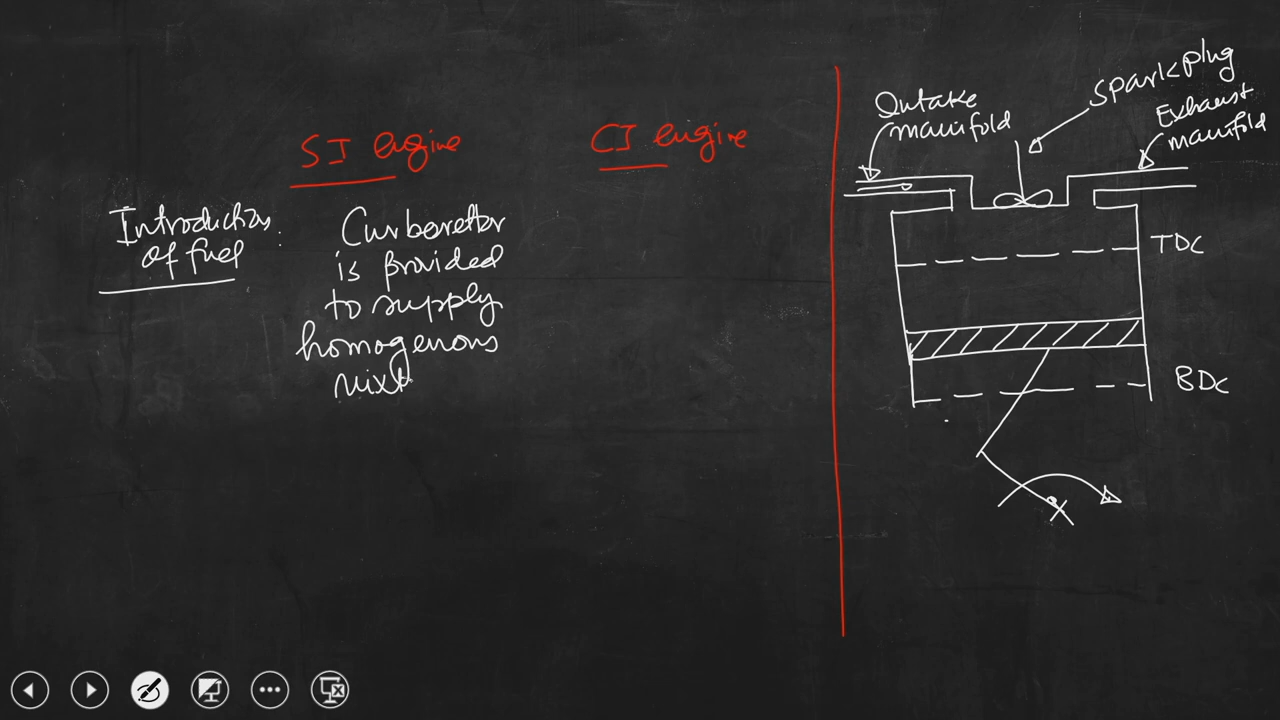 SI engine
CI engine
Introduction
of fuel
Carborettor
is provided
to supply
homogenous
mixt
Intake
manifold
Sparkplug
Exhaust
manifold
TDC
BDC